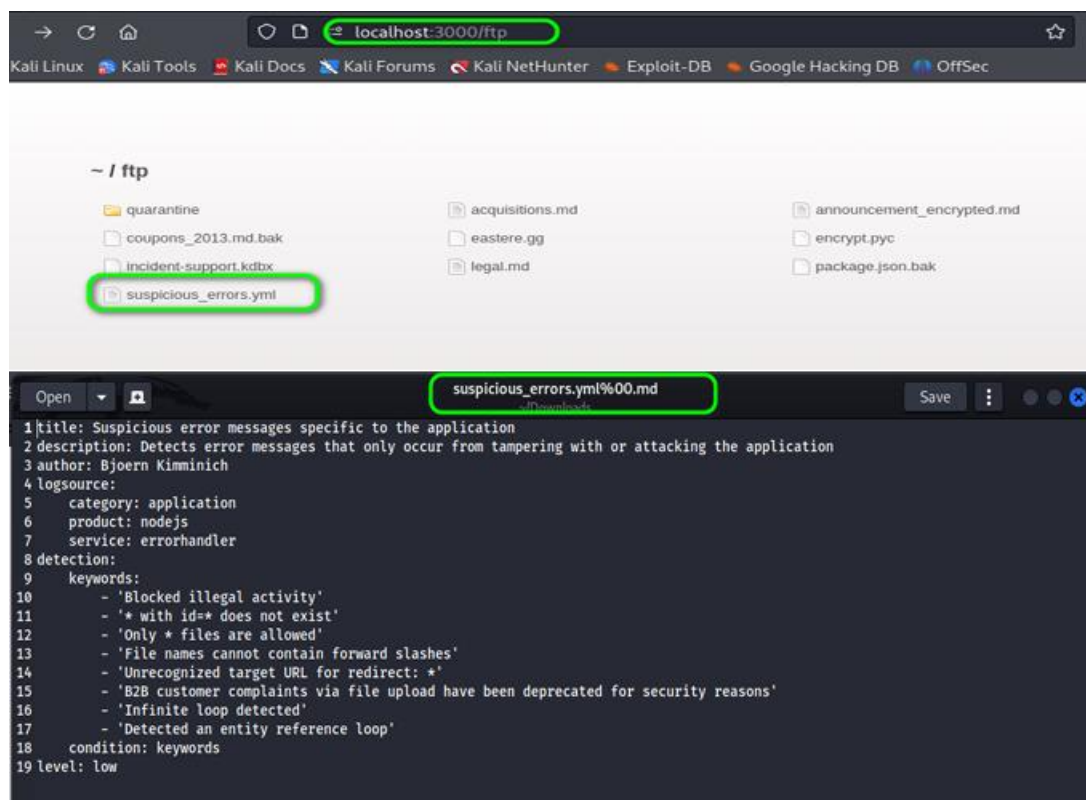 localhost:3000/ftp
Kali Linux Kali Tools Kali Docs Kali Forums Kali NetHunter Exploit-DB Google Hacking DB OffSec
~ / ftp
quarantine acquisitions.md announcement_encrypted.md
coupons_2013.md.bak eastere.gg encrypt.pyc
incident-support.kdbx legal.md package.json.bak
suspicious_errors.yml
Open suspicious_errors.yml%00.md Save
~/Downloads
1 title: Suspicious error messages specific to the application
2 description: Detects error messages that only occur from tampering with or attacking the application
3 author: Bjoern Kimminich
4 logsource:
5 category: application
6 product: nodejs
7 service: errorhandler
8 detection:
9 keywords:
10 - 'Blocked illegal activity'
11 - '* with id=* does not exist'
12 - 'Only * files are allowed'
13 - 'File names cannot contain forward slashes'
14 - 'Unrecognized target URL for redirect: *'
15 - 'B2B customer complaints via file upload have been deprecated for security reasons'
16 - 'Infinite loop detected'
17 - 'Detected an entity reference loop'
18 condition: keywords
19 level: low